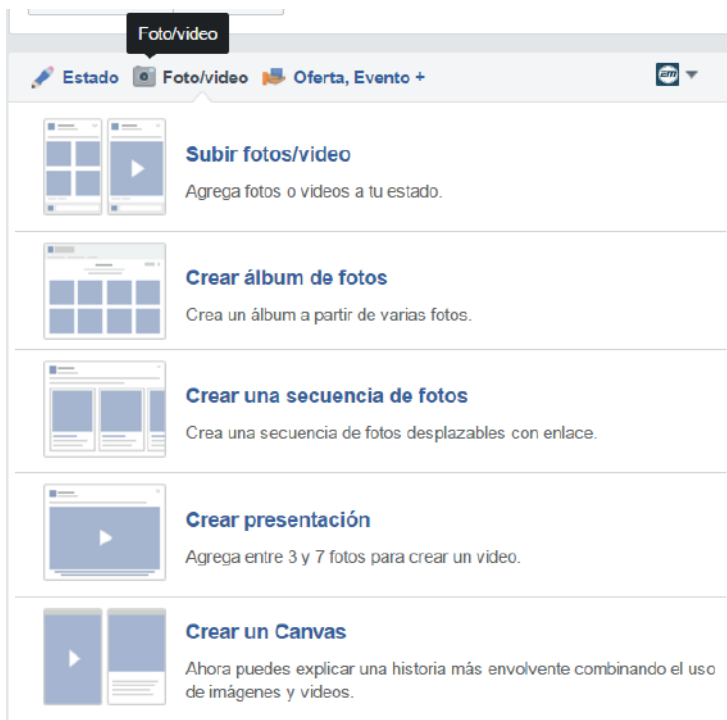 Foto/video
Estado Foto/video Oferta, Evento +
em
Subir fotos/video
Agrega fotos o videos a tu estado.
Crear álbum de fotos
Crea un álbum a partir de varias fotos.
Crear una secuencia de fotos
Crea una secuencia de fotos desplazables con enlace.
Crear presentación
Agrega entre 3 y 7 fotos para crear un video.
Crear un Canvas
Ahora puedes explicar una historia más envolvente combinando el uso
de imágenes y videos.